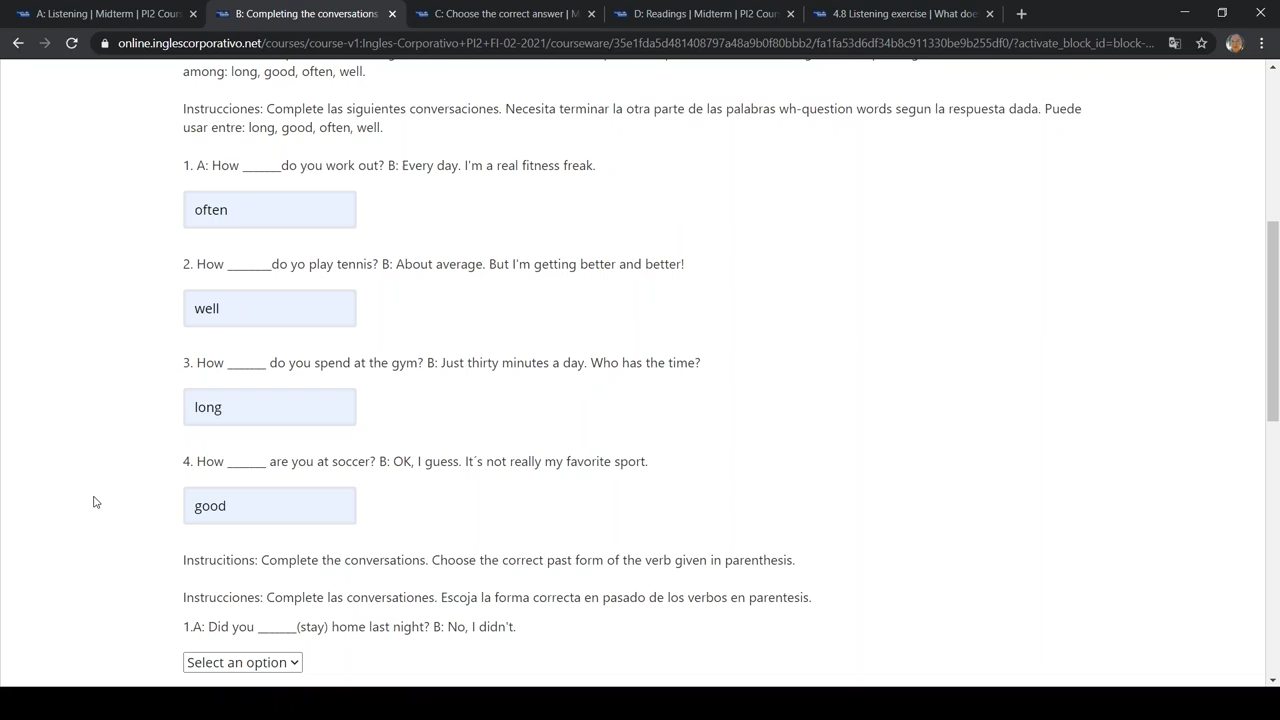 A: Listening | Midterm | PI2 Cour
B: Completing the conversations
C: Choose the correct answer | M
D: Readings | Midterm | PI2 Cour
4.8 Listening exercise | What doe
online.inglescorporativo.net/courses/course-v1:Ingles-Corporativo+PI2+FI-02-2021/courseware/35e1fda5d481408797a48a9b0f80bbb2/fa1fa53d6df34b8c911330be9b255df0/?activate_block_id=block-...
among: long, good, often, well.
Instrucciones: Complete las siguientes conversaciones. Necesita terminar la otra parte de las palabras wh-question words segun la respuesta dada. Puede
usar entre: long, good, often, well.
1. A: How _______do you work out? B: Every day. I'm a real fitness freak.
often
2. How ________do yo play tennis? B: About average. But I'm getting better and better!
well
3. How _______ do you spend at the gym? B: Just thirty minutes a day. Who has the time?
long
4. How _______ are you at soccer? B: OK, I guess. It´s not really my favorite sport.
good
Instrucitions: Complete the conversations. Choose the correct past form of the verb given in parenthesis.
Instrucciones: Complete las conversationes. Escoja la forma correcta en pasado de los verbos en parentesis.
1.A: Did you _______(stay) home last night? B: No, I didn't.
Select an option